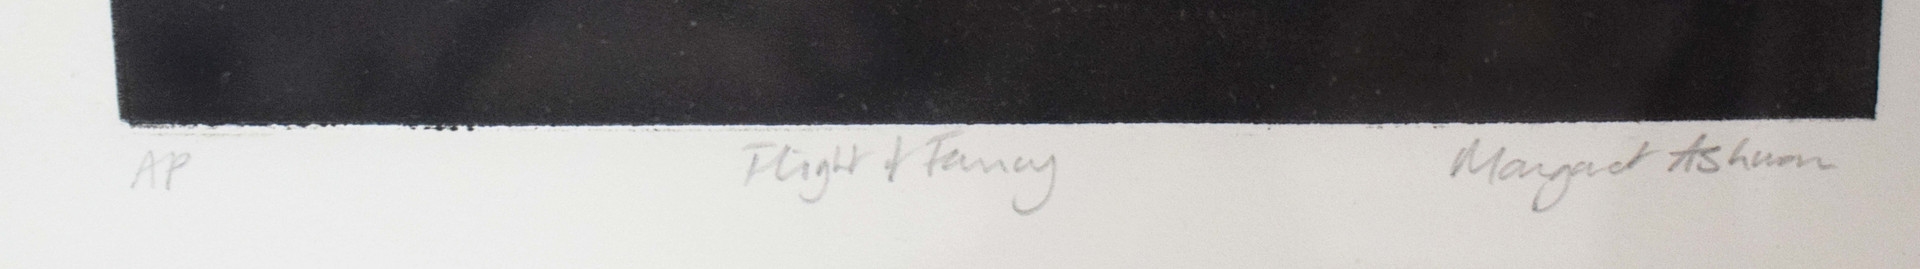 AP Flight of Fancy Margaret Ashman